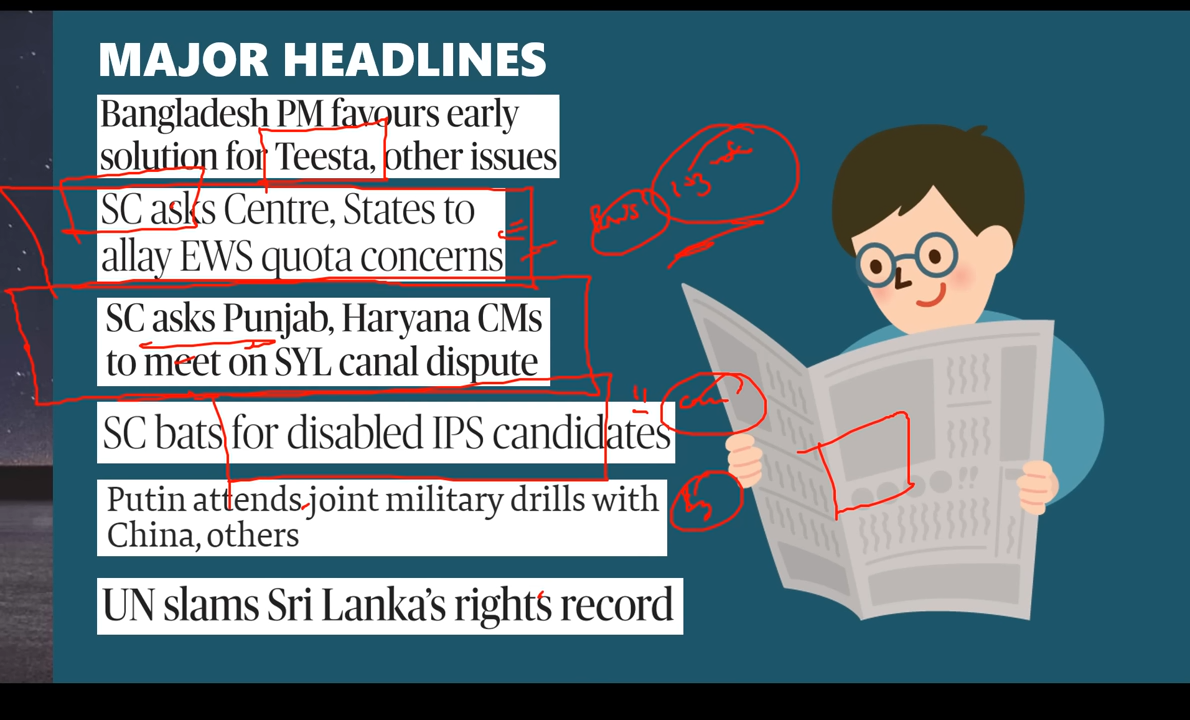 MAJOR HEADLINES
Bangladesh PM favours early
solution for Teesta, other issues
SC asks Centre, States to
allay EWS quota concerns
SC asks Punjab, Haryana CMs
to meet on SYL canal dispute
SC bats for disabled IPS candidates
Putin attends joint military drills with
China, others
UN slams Sri Lanka's rights record